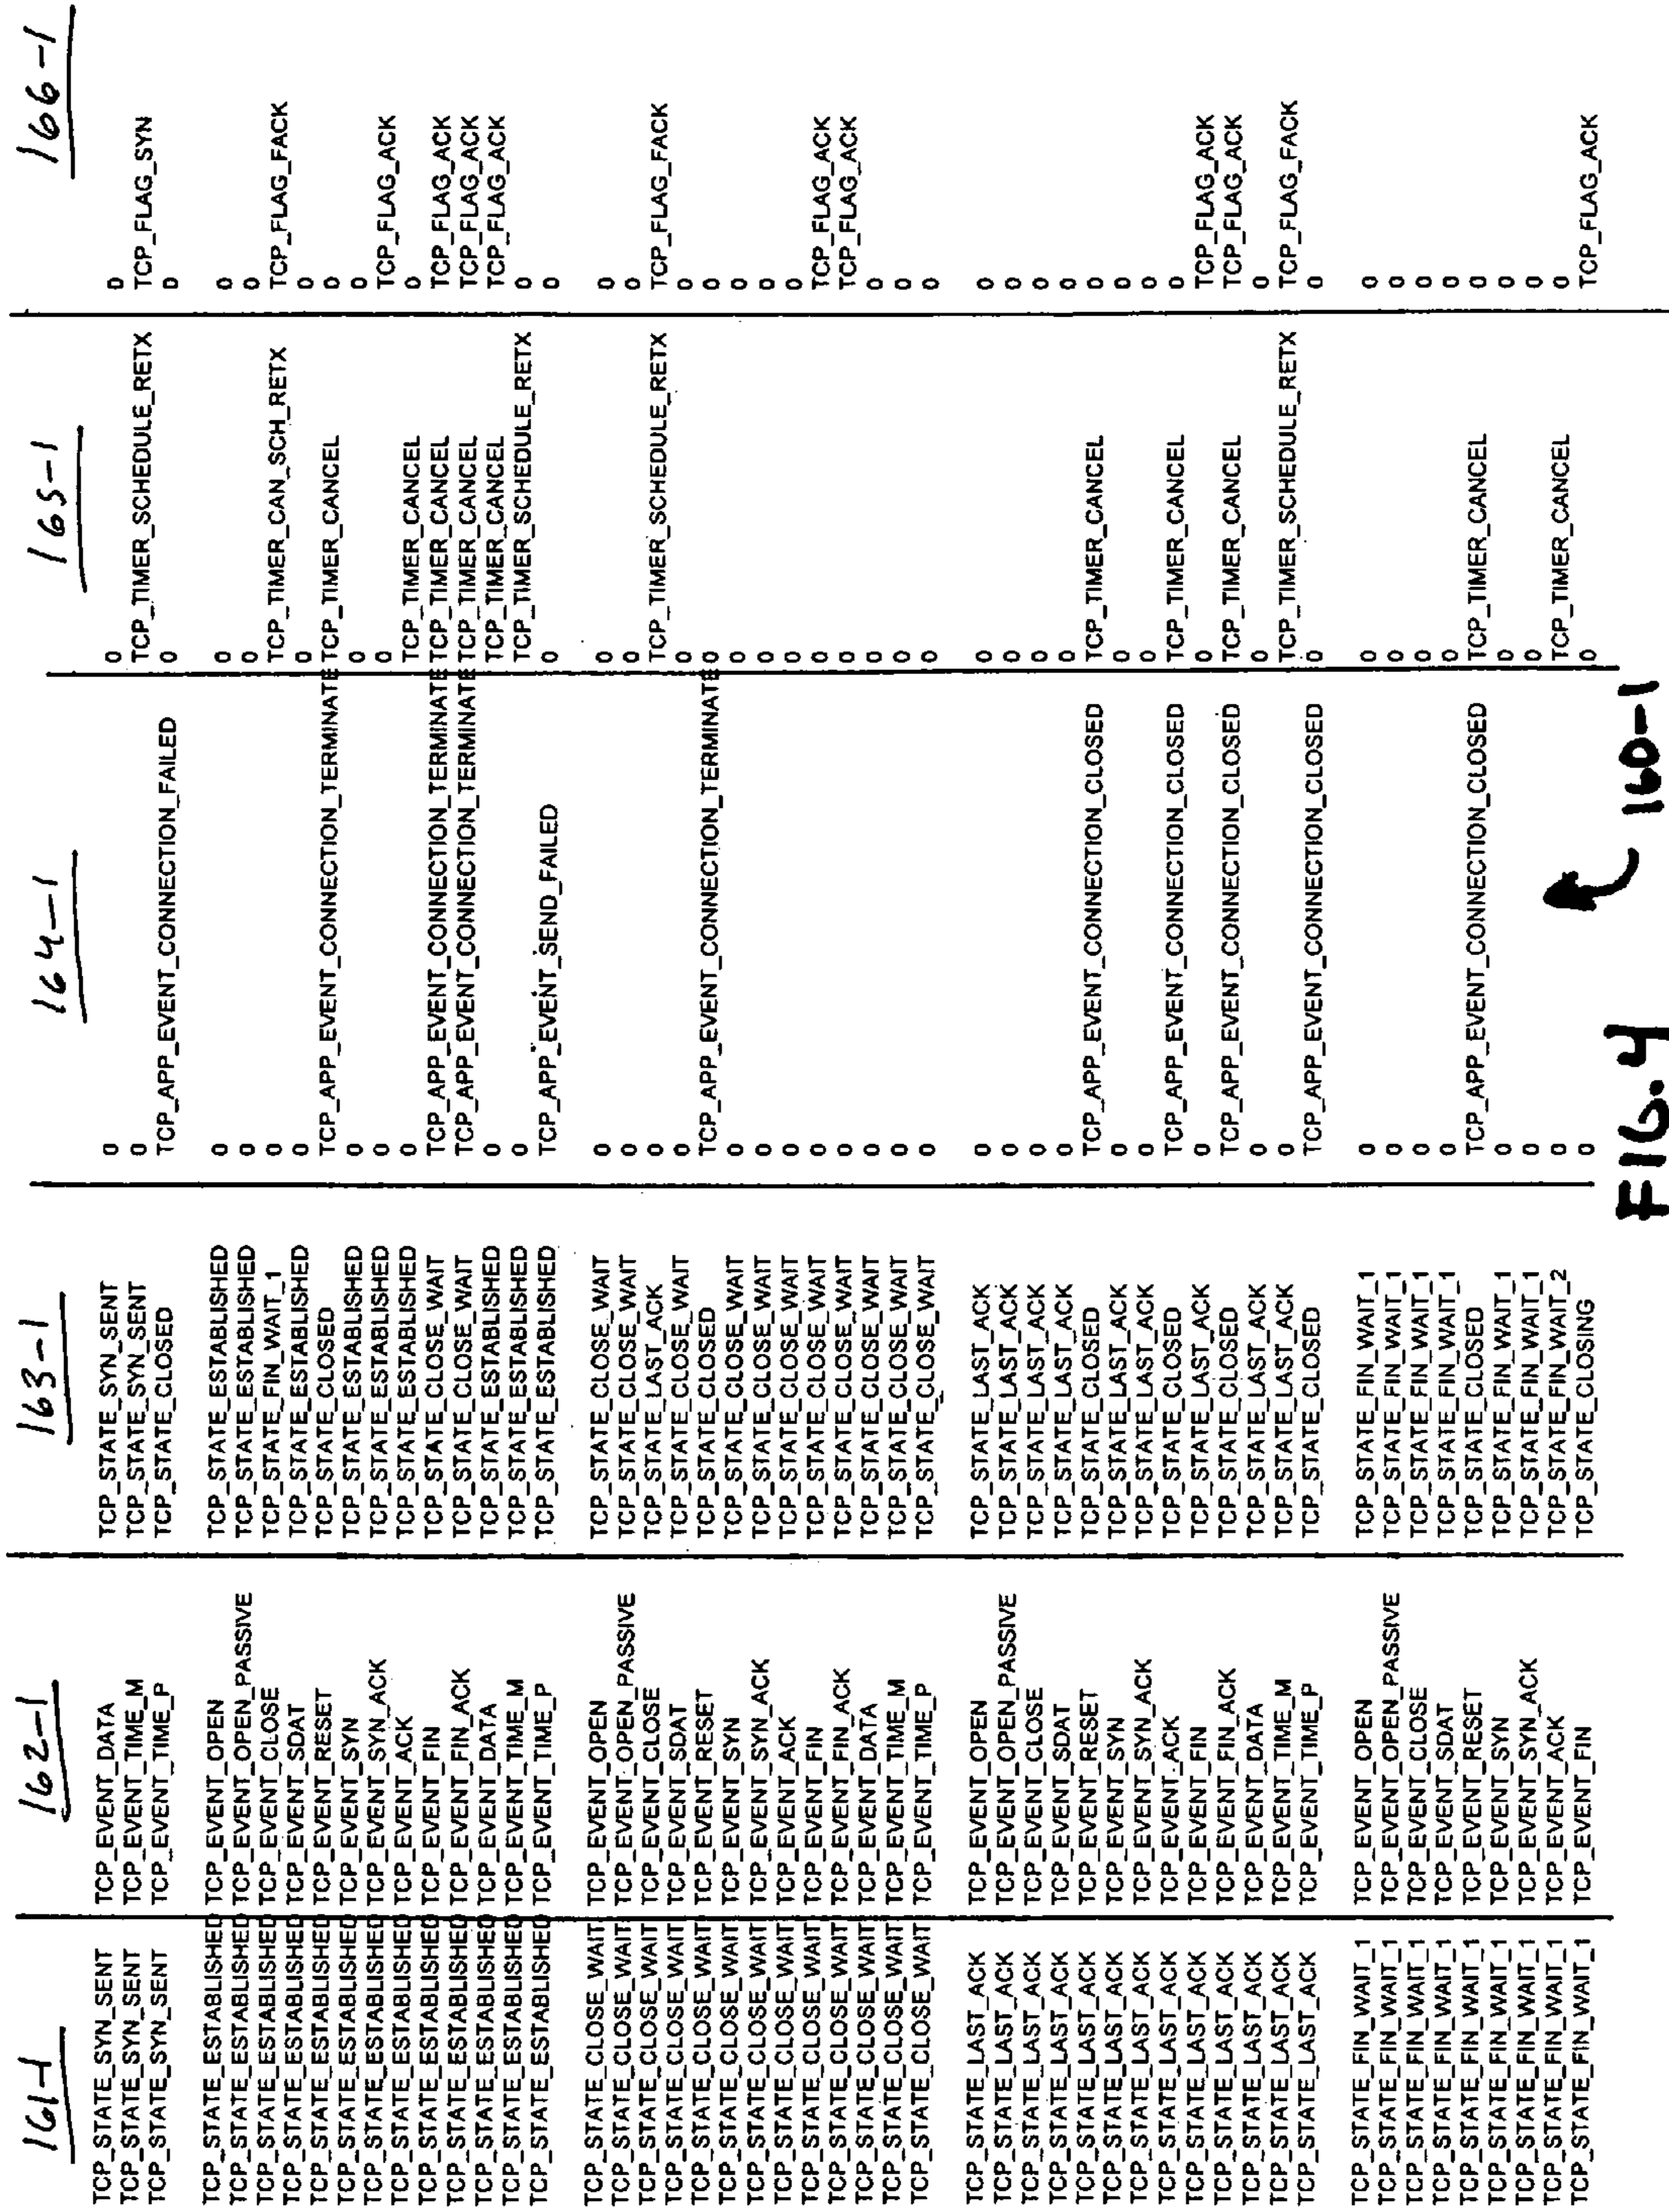 161-1 162-1 163-1 164-1 165-1 166-1
TCP_STATE_SYN_SENT TCP_EVENT_DATA TCP_STATE_SYN_SENT 0 0 0
TCP_STATE_SYN_SENT TCP_EVENT_TIME_M TCP_STATE_SYN_SENT 0 TCP_TIMER_SCHEDULE_RETX TCP_FLAG_SYN
TCP_STATE_SYN_SENT TCP_EVENT_TIME_P TCP_STATE_CLOSED TCP_APP_EVENT_CONNECTION_FAILED 0 0
TCP_STATE_ESTABLISHED TCP_EVENT_OPEN TCP_STATE_ESTABLISHED 0 0 0
TCP_STATE_ESTABLISHED TCP_EVENT_OPEN_PASSIVE TCP_STATE_ESTABLISHED 0 0 0
TCP_STATE_ESTABLISHED TCP_EVENT_CLOSE TCP_STATE_FIN_WAIT_1 0 TCP_TIMER_CAN_SCH_RETX TCP_FLAG_FACK
TCP_STATE_ESTABLISHED TCP_EVENT_SDAT TCP_STATE_ESTABLISHED 0 0 0
TCP_STATE_ESTABLISHED TCP_EVENT_RESET TCP_STATE_CLOSED TCP_APP_EVENT_CONNECTION_TERMINATE TCP_TIMER_CANCEL 0
TCP_STATE_ESTABLISHED TCP_EVENT_SYN TCP_STATE_ESTABLISHED 0 0 0
TCP_STATE_ESTABLISHED TCP_EVENT_SYN_ACK TCP_STATE_ESTABLISHED 0 0 TCP_FLAG_ACK
TCP_STATE_ESTABLISHED TCP_EVENT_ACK TCP_STATE_ESTABLISHED 0 TCP_TIMER_CANCEL 0
TCP_STATE_ESTABLISHED TCP_EVENT_FIN TCP_STATE_CLOSE_WAIT TCP_APP_EVENT_CONNECTION_TERMINATE TCP_TIMER_CANCEL TCP_FLAG_ACK
TCP_STATE_ESTABLISHED TCP_EVENT_FIN_ACK TCP_STATE_CLOSE_WAIT TCP_APP_EVENT_CONNECTION_TERMINATE TCP_TIMER_CANCEL TCP_FLAG_ACK
TCP_STATE_ESTABLISHED TCP_EVENT_DATA TCP_STATE_ESTABLISHED 0 TCP_TIMER_CANCEL TCP_FLAG_ACK
TCP_STATE_ESTABLISHED TCP_EVENT_TIME_M TCP_STATE_ESTABLISHED 0 TCP_TIMER_SCHEDULE_RETX 0
TCP_STATE_ESTABLISHED TCP_EVENT_TIME_P TCP_STATE_ESTABLISHED TCP_APP_EVENT_SEND_FAILED 0 0
TCP_STATE_CLOSE_WAIT TCP_EVENT_OPEN TCP_STATE_CLOSE_WAIT 0 0 0
TCP_STATE_CLOSE_WAIT TCP_EVENT_OPEN_PASSIVE TCP_STATE_CLOSE_WAIT 0 0 0
TCP_STATE_CLOSE_WAIT TCP_EVENT_CLOSE TCP_STATE_LAST_ACK 0 TCP_TIMER_SCHEDULE_RETX TCP_FLAG_FACK
TCP_STATE_CLOSE_WAIT TCP_EVENT_SDAT TCP_STATE_CLOSE_WAIT 0 0 0
TCP_STATE_CLOSE_WAIT TCP_EVENT_RESET TCP_STATE_CLOSED TCP_APP_EVENT_CONNECTION_TERMINATE 0 0
TCP_STATE_CLOSE_WAIT TCP_EVENT_SYN TCP_STATE_CLOSE_WAIT 0 0 0
TCP_STATE_CLOSE_WAIT TCP_EVENT_SYN_ACK TCP_STATE_CLOSE_WAIT 0 0 0
TCP_STATE_CLOSE_WAIT TCP_EVENT_ACK TCP_STATE_CLOSE_WAIT 0 0 0
TCP_STATE_CLOSE_WAIT TCP_EVENT_FIN TCP_STATE_CLOSE_WAIT 0 0 TCP_FLAG_ACK
TCP_STATE_CLOSE_WAIT TCP_EVENT_FIN_ACK TCP_STATE_CLOSE_WAIT 0 0 TCP_FLAG_ACK
TCP_STATE_CLOSE_WAIT TCP_EVENT_DATA TCP_STATE_CLOSE_WAIT 0 0 0
TCP_STATE_CLOSE_WAIT TCP_EVENT_TIME_M TCP_STATE_CLOSE_WAIT 0 0 0
TCP_STATE_CLOSE_WAIT TCP_EVENT_TIME_P TCP_STATE_CLOSE_WAIT 0 0 0
TCP_STATE_LAST_ACK TCP_EVENT_OPEN TCP_STATE_LAST_ACK 0 0 0
TCP_STATE_LAST_ACK TCP_EVENT_OPEN_PASSIVE TCP_STATE_LAST_ACK 0 0 0
TCP_STATE_LAST_ACK TCP_EVENT_CLOSE TCP_STATE_LAST_ACK 0 0 0
TCP_STATE_LAST_ACK TCP_EVENT_SDAT TCP_STATE_LAST_ACK 0 0 0
TCP_STATE_LAST_ACK TCP_EVENT_RESET TCP_STATE_CLOSED TCP_APP_EVENT_CONNECTION_CLOSED TCP_TIMER_CANCEL 0
TCP_STATE_LAST_ACK TCP_EVENT_SYN TCP_STATE_LAST_ACK 0 0 0
TCP_STATE_LAST_ACK TCP_EVENT_SYN_ACK TCP_STATE_LAST_ACK 0 0 0
TCP_STATE_LAST_ACK TCP_EVENT_ACK TCP_STATE_CLOSED TCP_APP_EVENT_CONNECTION_CLOSED TCP_TIMER_CANCEL 0
TCP_STATE_LAST_ACK TCP_EVENT_FIN TCP_STATE_LAST_ACK 0 0 TCP_FLAG_ACK
TCP_STATE_LAST_ACK TCP_EVENT_FIN_ACK TCP_STATE_CLOSED TCP_APP_EVENT_CONNECTION_CLOSED TCP_TIMER_CANCEL TCP_FLAG_ACK
TCP_STATE_LAST_ACK TCP_EVENT_DATA TCP_STATE_LAST_ACK 0 0 0
TCP_STATE_LAST_ACK TCP_EVENT_TIME_M TCP_STATE_LAST_ACK 0 TCP_TIMER_SCHEDULE_RETX TCP_FLAG_FACK
TCP_STATE_LAST_ACK TCP_EVENT_TIME_P TCP_STATE_CLOSED TCP_APP_EVENT_CONNECTION_CLOSED 0 0
TCP_STATE_FIN_WAIT_1 TCP_EVENT_OPEN TCP_STATE_FIN_WAIT_1 0 0 0
TCP_STATE_FIN_WAIT_1 TCP_EVENT_OPEN_PASSIVE TCP_STATE_FIN_WAIT_1 0 0 0
TCP_STATE_FIN_WAIT_1 TCP_EVENT_CLOSE TCP_STATE_FIN_WAIT_1 0 0 0
TCP_STATE_FIN_WAIT_1 TCP_EVENT_SDAT TCP_STATE_FIN_WAIT_1 0 0 0
TCP_STATE_FIN_WAIT_1 TCP_EVENT_RESET TCP_STATE_CLOSED TCP_APP_EVENT_CONNECTION_CLOSED TCP_TIMER_CANCEL 0
TCP_STATE_FIN_WAIT_1 TCP_EVENT_SYN TCP_STATE_FIN_WAIT_1 0 0 0
TCP_STATE_FIN_WAIT_1 TCP_EVENT_SYN_ACK TCP_STATE_FIN_WAIT_1 0 0 0
TCP_STATE_FIN_WAIT_1 TCP_EVENT_ACK TCP_STATE_FIN_WAIT_2 0 TCP_TIMER_CANCEL 0
TCP_STATE_FIN_WAIT_1 TCP_EVENT_FIN TCP_STATE_CLOSING 0 0 TCP_FLAG_ACK
FIG. 4 160-1